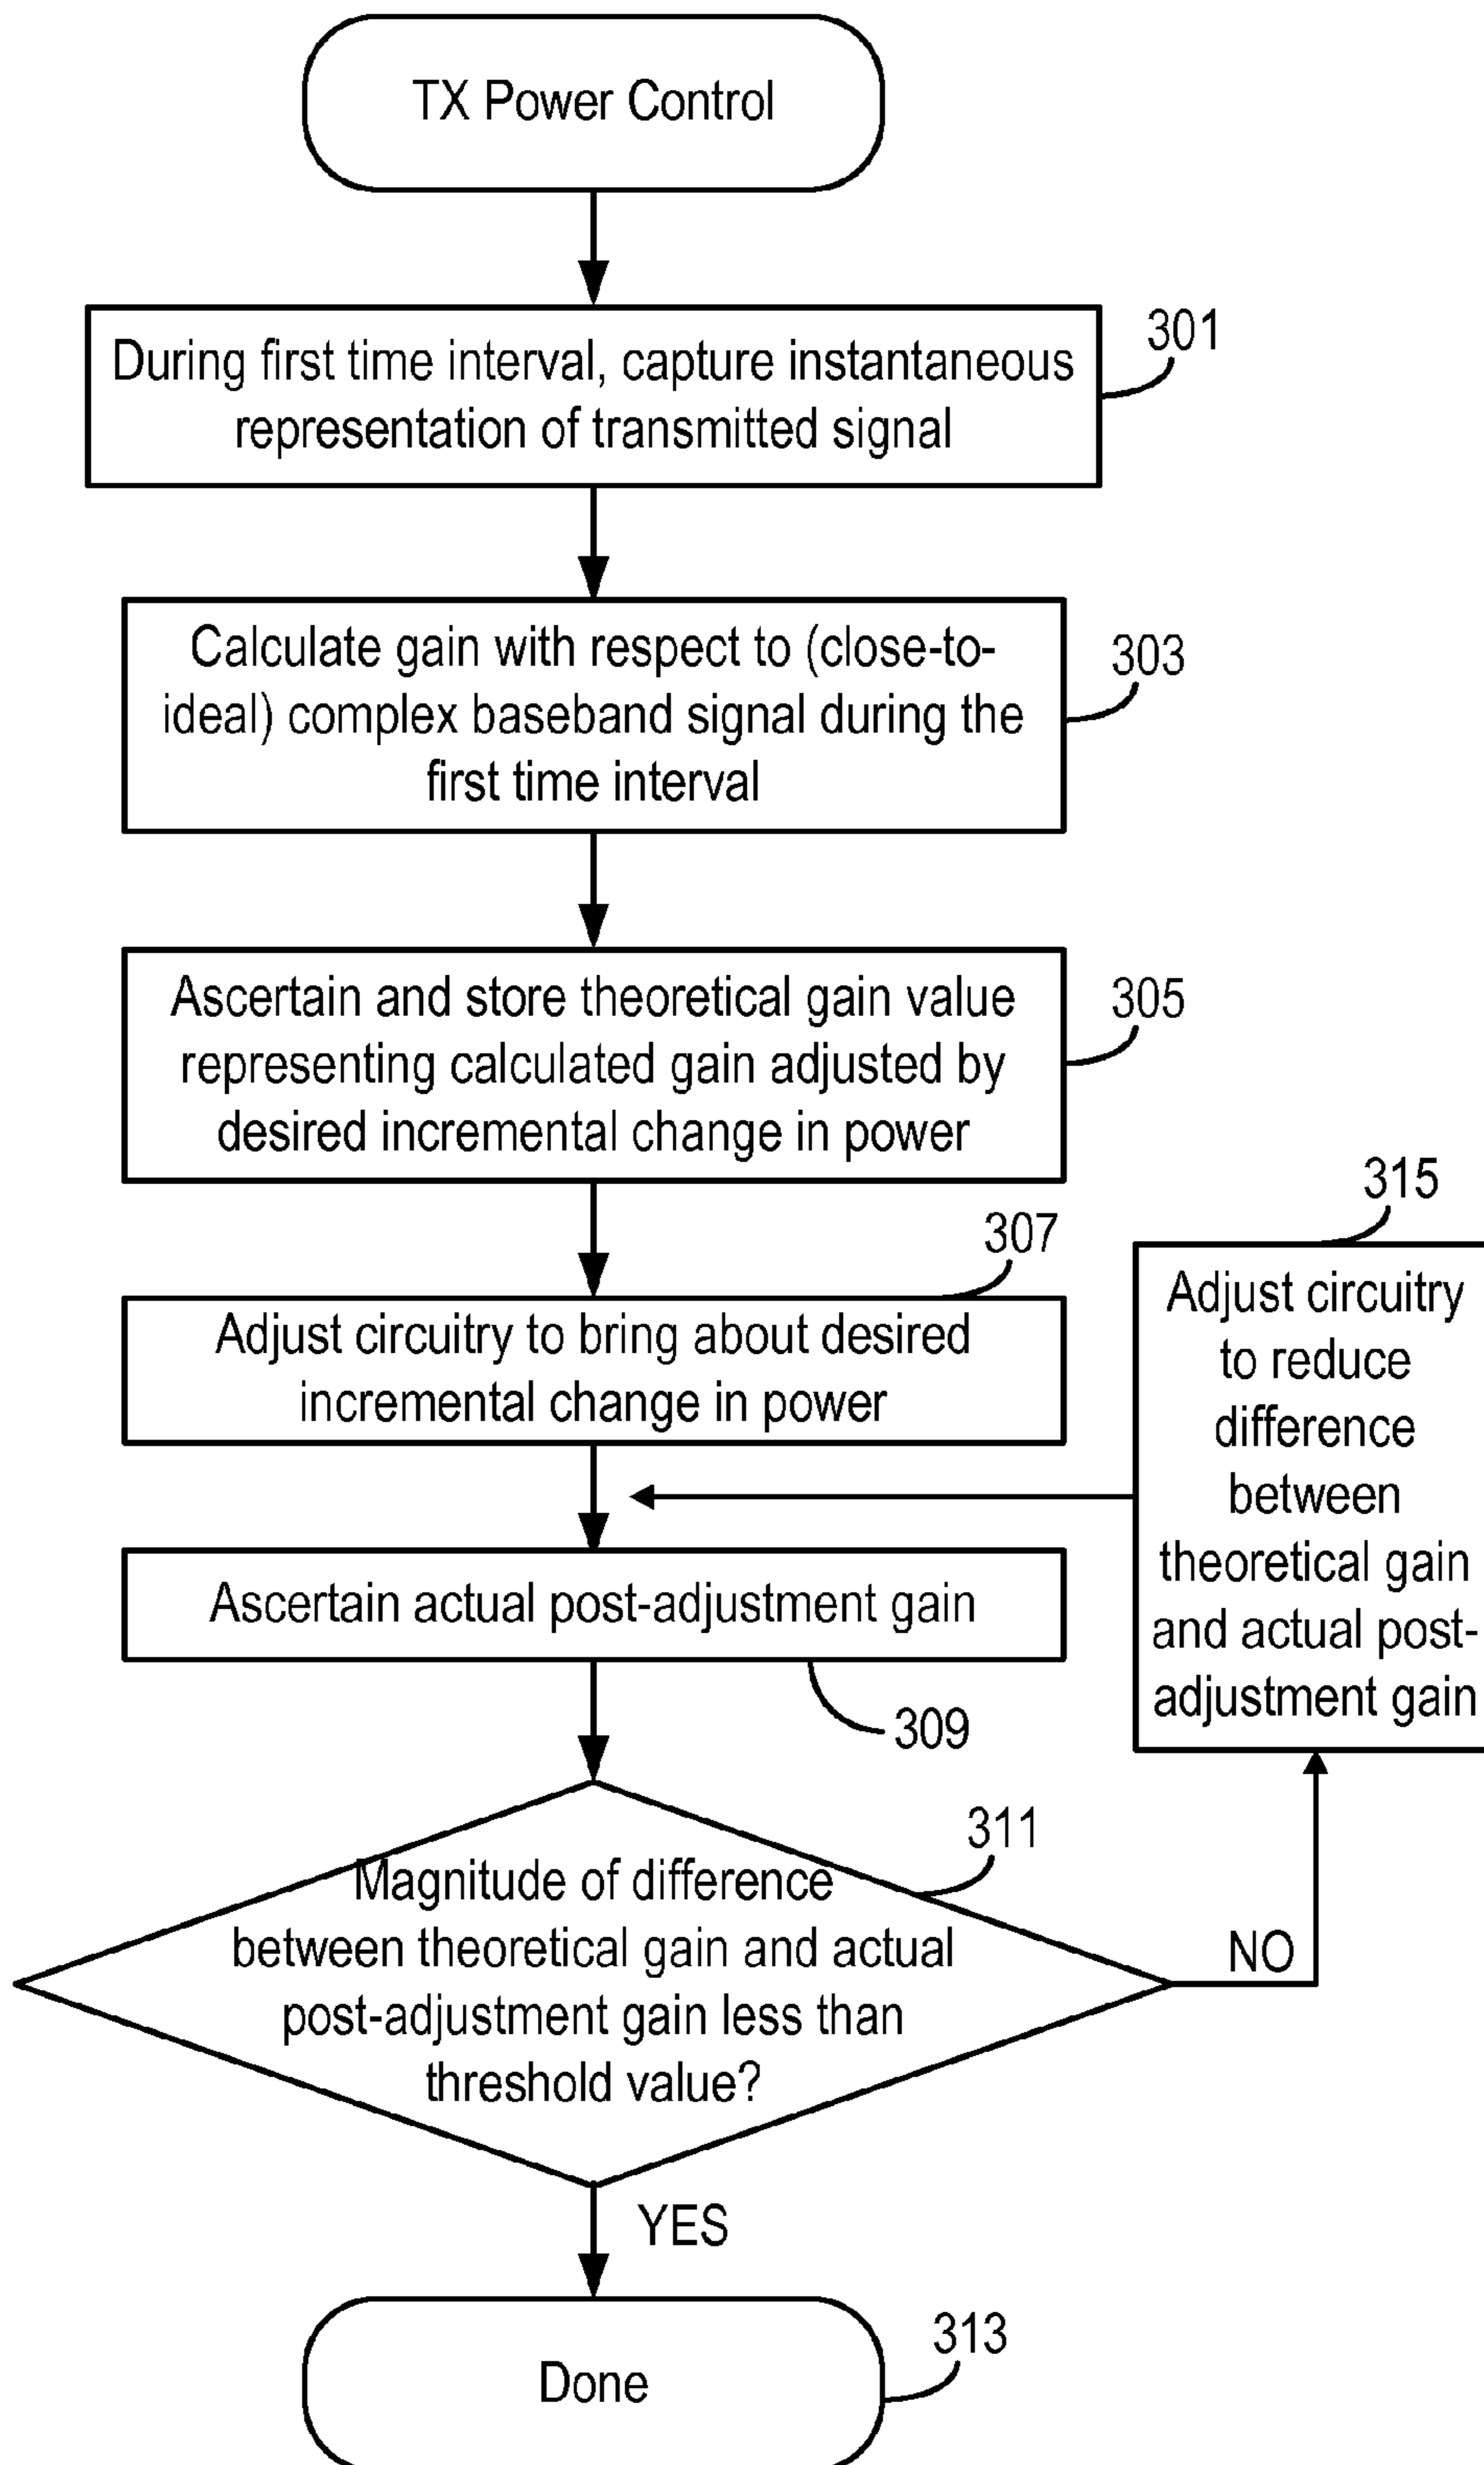 TX Power Control
During first time interval, capture instantaneous
representation of transmitted signal
301
Calculate gain with respect to (close-to-
ideal) complex baseband signal during the
first time interval
303
Ascertain and store theoretical gain value
representing calculated gain adjusted by
desired incremental change in power
305
Adjust circuitry to bring about desired
incremental change in power
307
Ascertain actual post-adjustment gain
309
Magnitude of difference
between theoretical gain and actual
post-adjustment gain less than
threshold value?
311
NO
315
Adjust circuitry
to reduce
difference
between
theoretical gain
and actual post-
adjustment gain
YES
Done
313